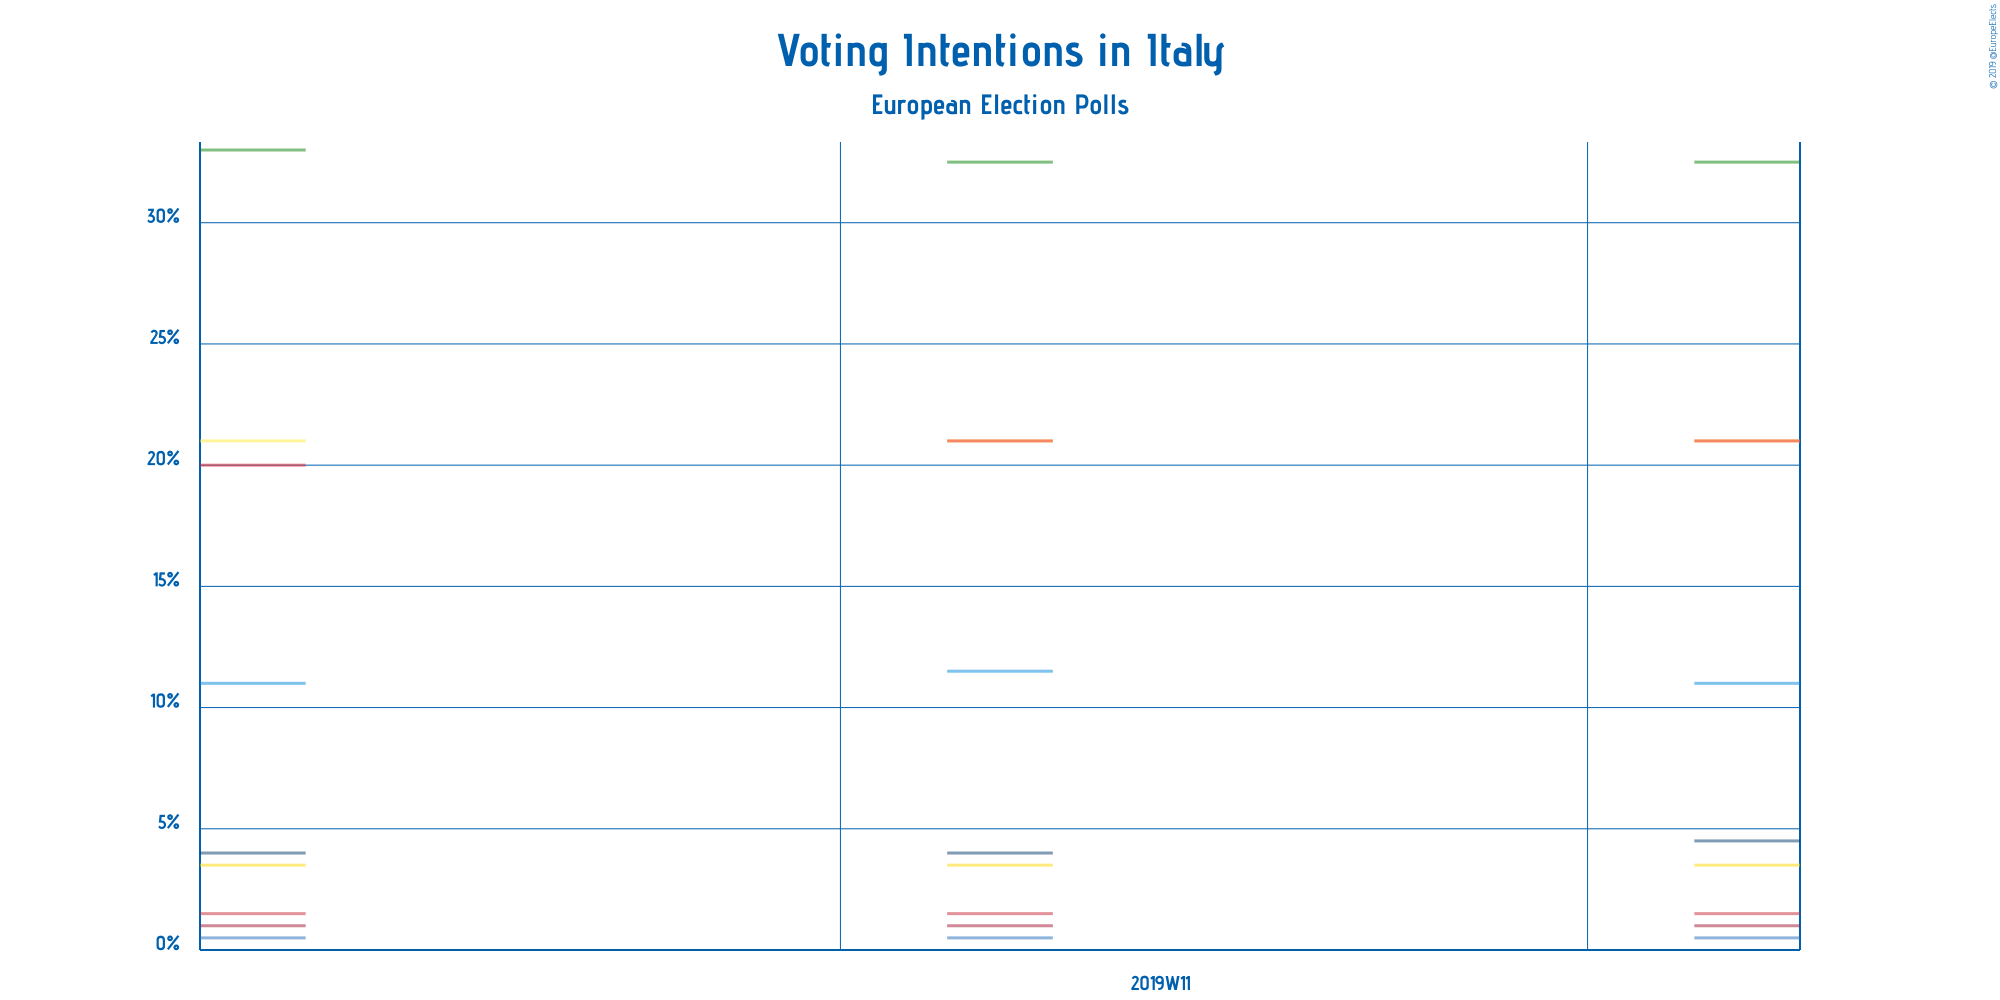 Voting Intentions in Italy
European Election Polls
© 2019 @EuropeElects
30%
25%
20%
15%
10%
5%
0%
2019W11